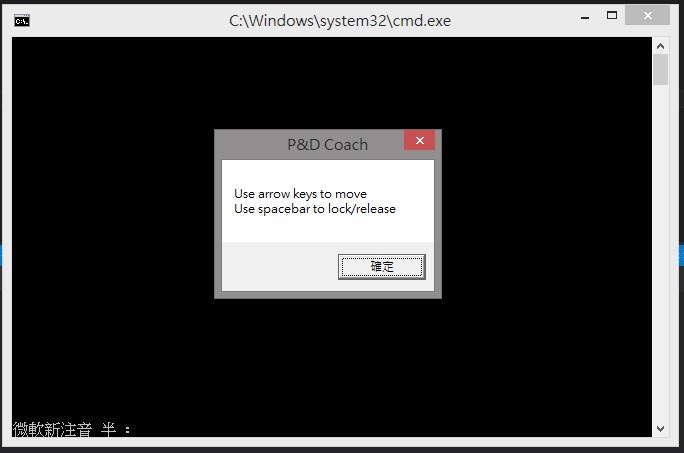 C:\Windows\system32\cmd.exe
P&D Coach
Use arrow keys to move
Use spacebar to lock/release
確定
微軟新注音 半 :